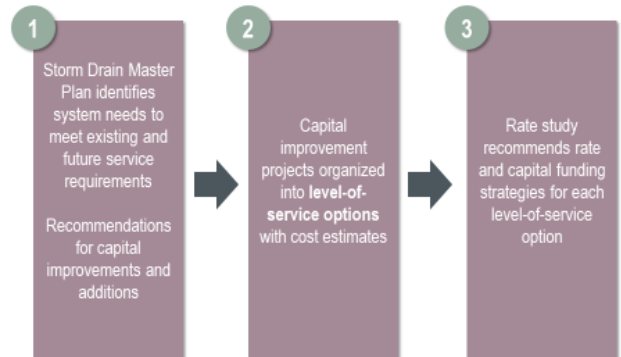 1
Storm Drain Master
Plan identifies
system needs to
meet existing and
future service
requirements
Recommendations
for capital
improvements and
additions
2
Capital
improvement
projects organized
into level-of-
service options
with cost estimates
3
Rate study
recommends rate
and capital funding
strategies for each
level-of-service
option